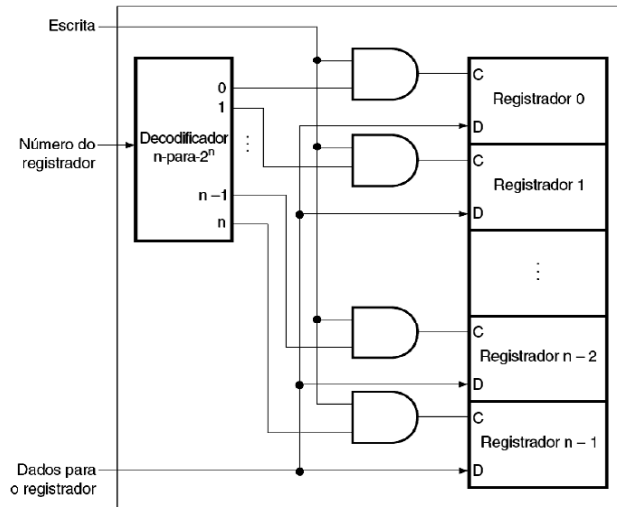 Escrita
C
Registrador 0
D
0
1
⋮
Decodificador
n-para-2ⁿ
n – 1
n
Número do
registrador
C
Registrador 1
D
⋮
C
Registrador n – 2
D
C
Registrador n – 1
D
Dados para
o registrador